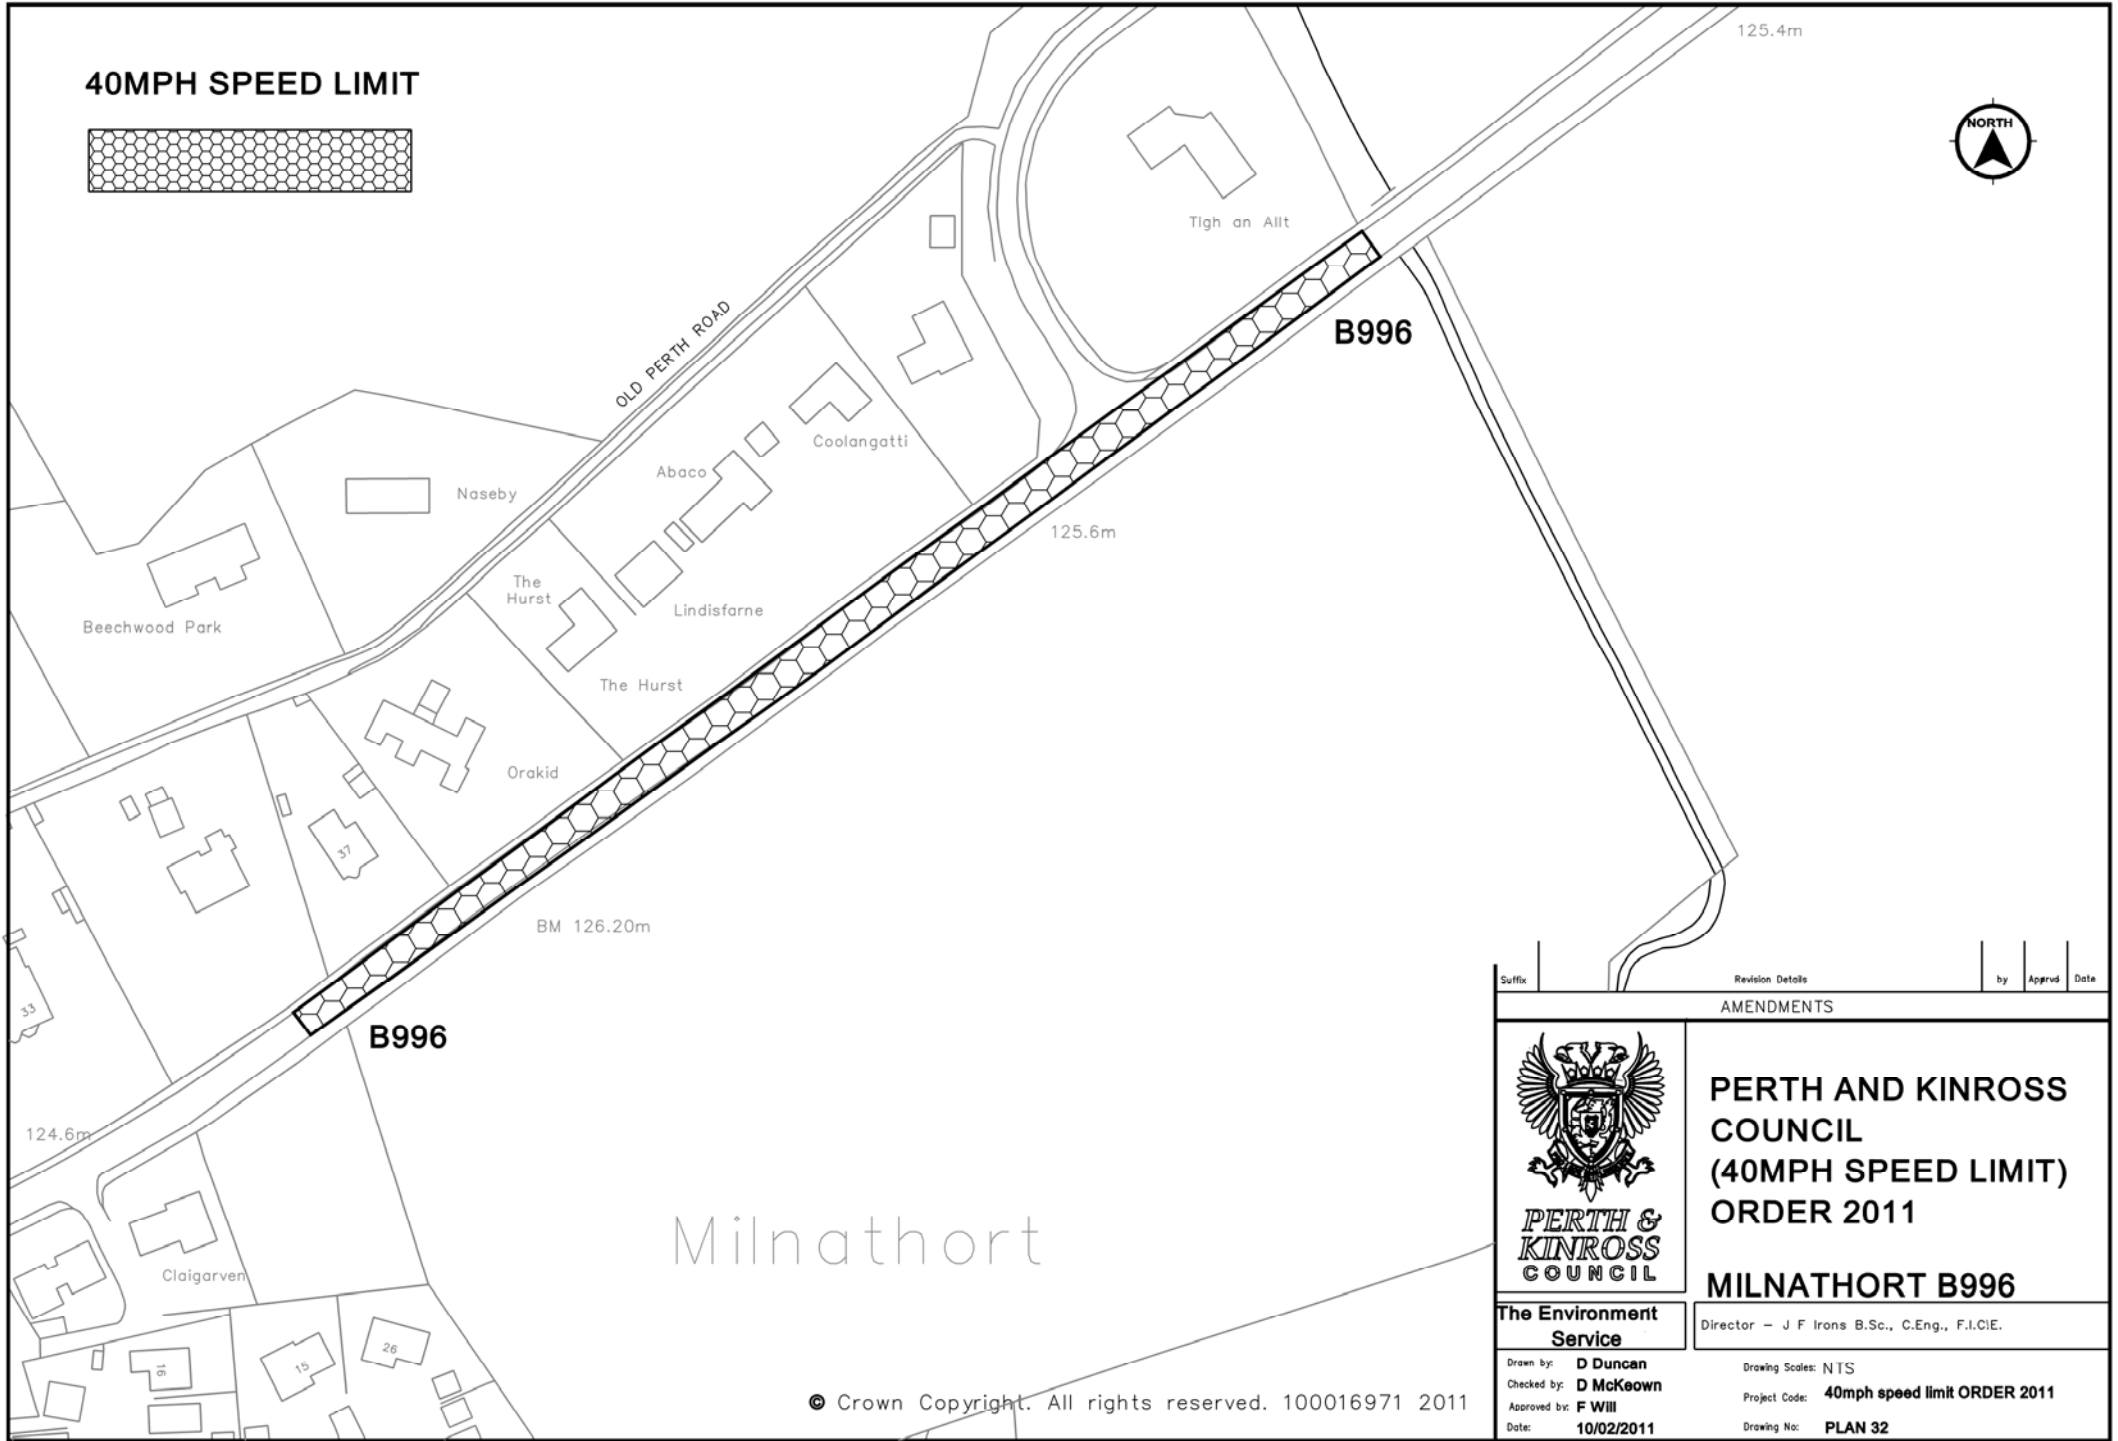 40MPH SPEED LIMIT
125.4m
NORTH
Tigh an Allt
B996
OLD PERTH ROAD
Coolangatti
Abaco
Naseby
125.6m
The
Hurst
Lindisfarne
Beechwood Park
The Hurst
Orakid
37
BM 126.20m
33
B996
124.6m
Claigarven
Milnathort
26
15
16
© Crown Copyright. All rights reserved. 100016971 2011
Suffix
Revision Details
by
Apprvd
Date
AMENDMENTS
PERTH &
KINROSS
COUNCIL
PERTH AND KINROSS
COUNCIL
(40MPH SPEED LIMIT)
ORDER 2011
MILNATHORT B996
The Environment
Service
Director – J F Irons B.Sc., C.Eng., F.I.C.E.
Drawn by: D Duncan
Checked by: D McKeown
Approved by: F Will
Date: 10/02/2011
Drawing Scales: NTS
Project Code: 40mph speed limit ORDER 2011
Drawing No: PLAN 32